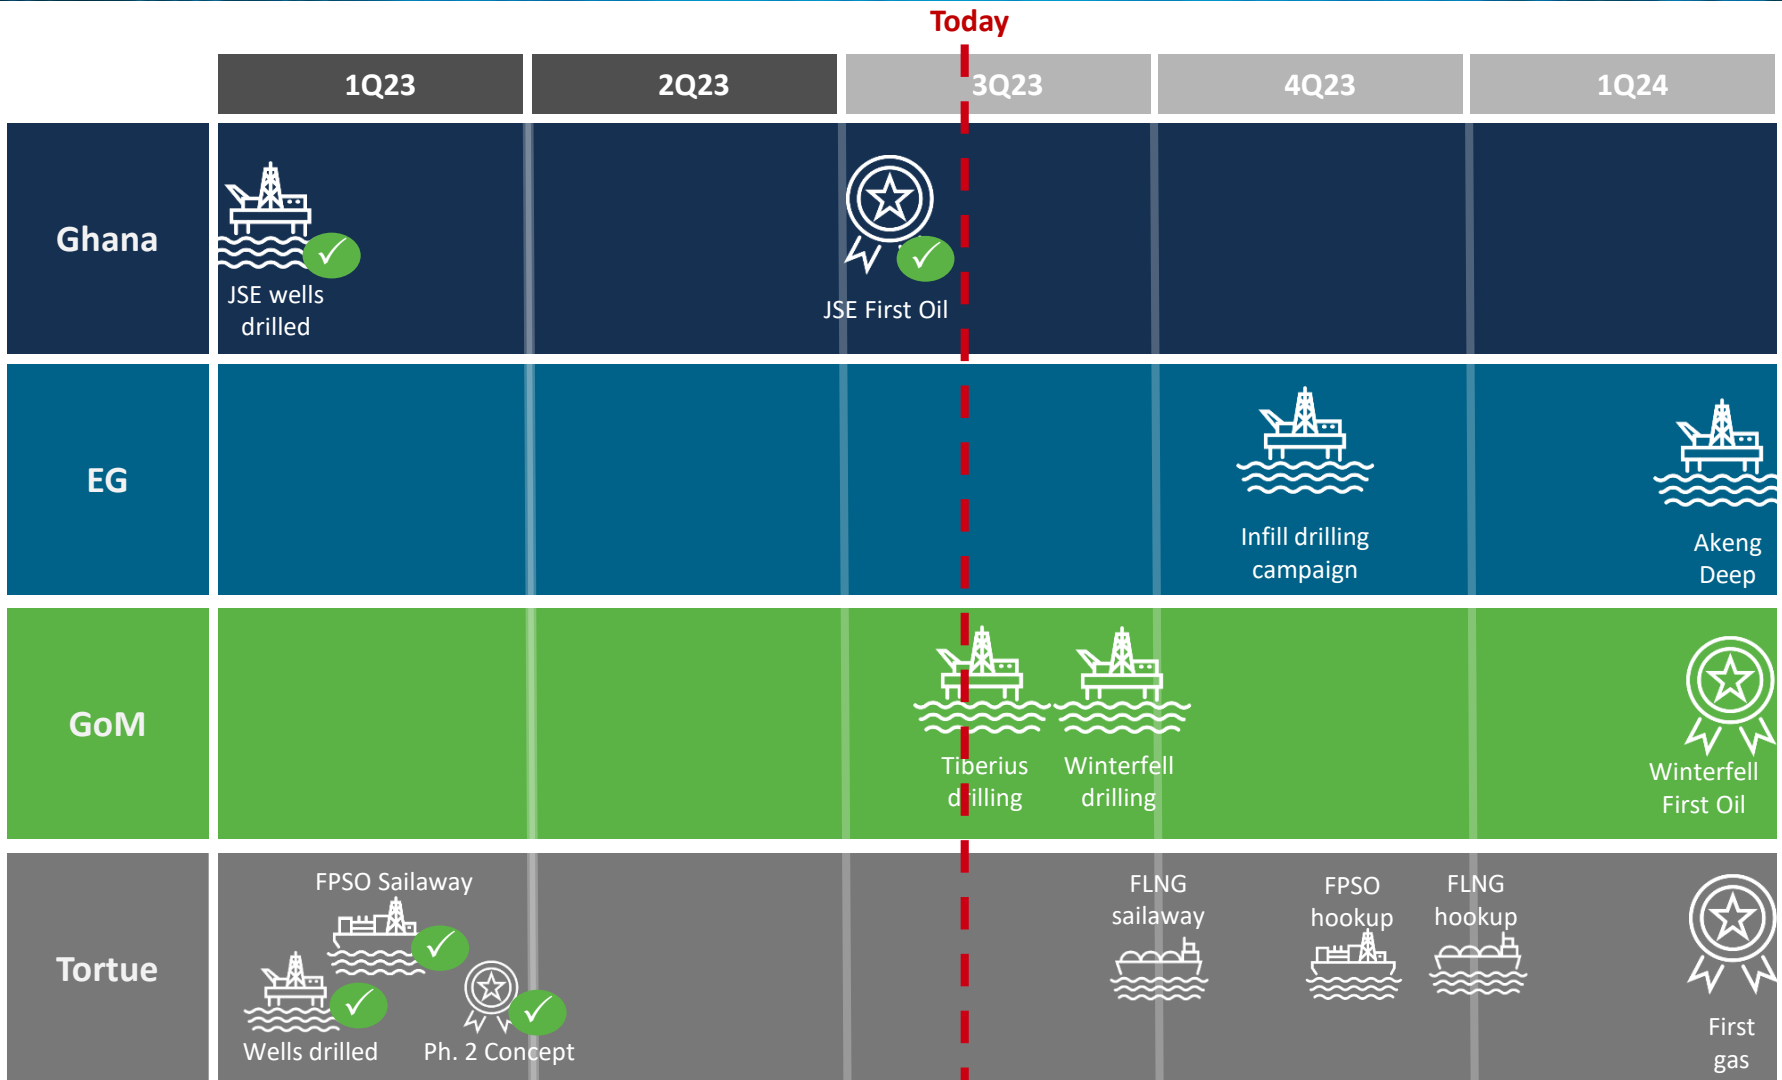 Today
1Q23
2Q23
3Q23
4Q23
1Q24
Ghana
JSE wells
drilled
JSE First Oil
EG
Infill drilling
campaign
Akeng
Deep
GoM
Tiberius
drilling
Winterfell
drilling
Winterfell
First Oil
Tortue
FPSO Sailaway
Wells drilled
Ph. 2 Concept
FLNG
sailaway
FPSO
hookup
FLNG
hookup
First
gas